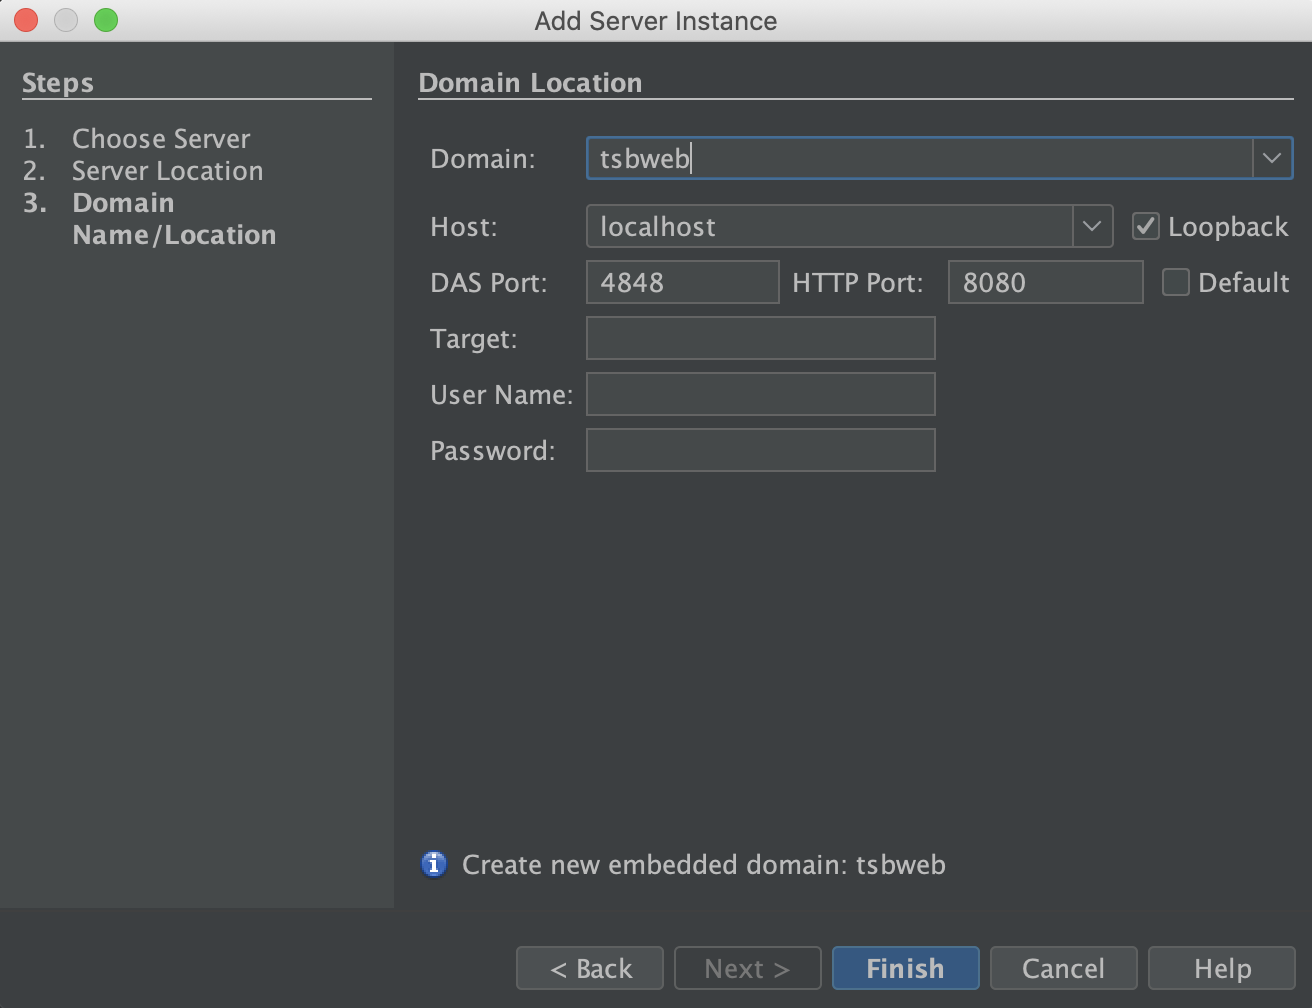 Add Server Instance
Steps
1. Choose Server
2. Server Location
3. Domain
Name/Location
Domain Location
Domain: tsbweb
Host: localhost Loopback
DAS Port: 4848 HTTP Port: 8080 Default
Target:
User Name:
Password:
Create new embedded domain: tsbweb
< Back Next > Finish Cancel Help